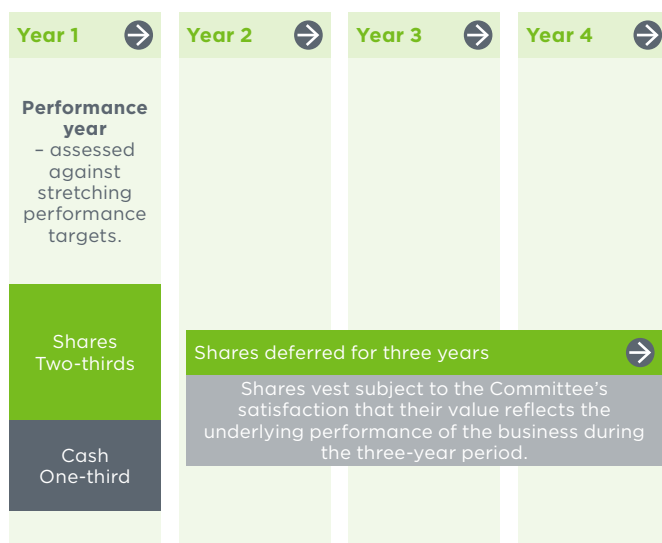 Year 1
Year 2
Year 3
Year 4
Performance
year
– assessed
against
stretching
performance
targets.
Shares
Two-thirds
Cash
One-third
Shares deferred for three years
Shares vest subject to the Committee’s
satisfaction that their value reflects the
underlying performance of the business during
the three-year period.